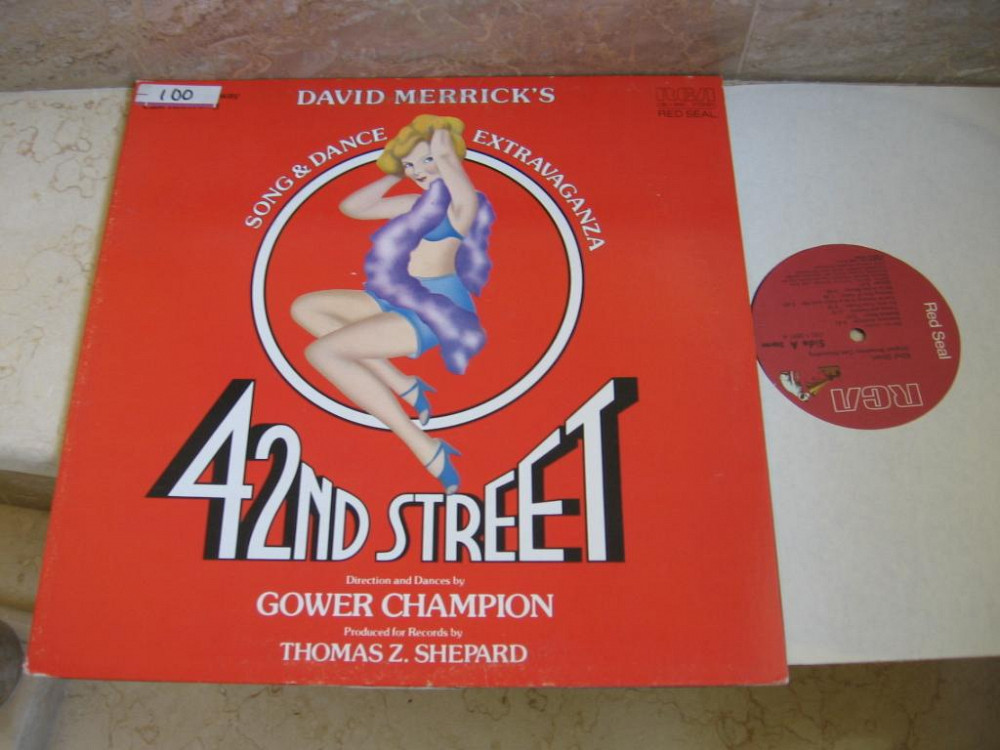 100
DAVID MERRICK'S
RCA
RED SEAL
SONG & DANCE EXTRAVAGANZA
42ND STREET
Direction and Dances by
GOWER CHAMPION
Produced for Records by
THOMAS Z. SHEPARD
Red Seal
Side A
RCA